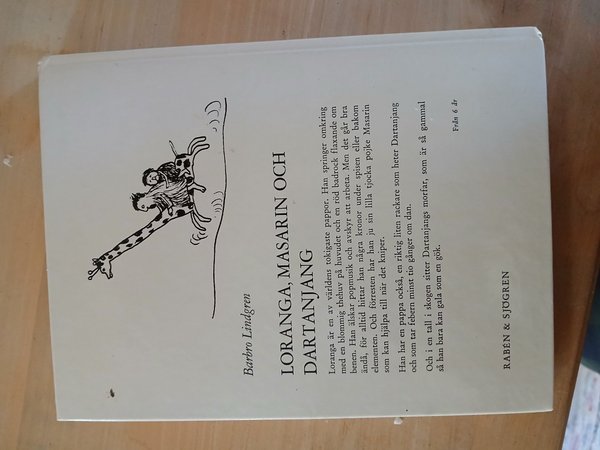 Barbro Lindgren
LORANGA, MASARIN OCH
DARTANJANG
Loranga är en av världens tokigaste pappor. Han springer omkring
med en blommig thehuv på huvudet och en röd badrock flaxande om
benen. Han älskar popmusik och avskyr att arbeta. Men det går bra
ändå, för alltid hittar han några kronor under spisen eller bakom
elementen. Och förresten har han ju sin lilla tjocka pojke Masarin
som kan hjälpa till när det kniper.
Han har en pappa också, en riktig liten rackare som heter Dartanjang
och som tar febern minst tio gånger om dan.
Och i en tall i skogen sitter Dartanjangs morfar, som är så gammal
så han bara kan gala som en gök.
Från 6 år
RABÉN & SJÖGREN